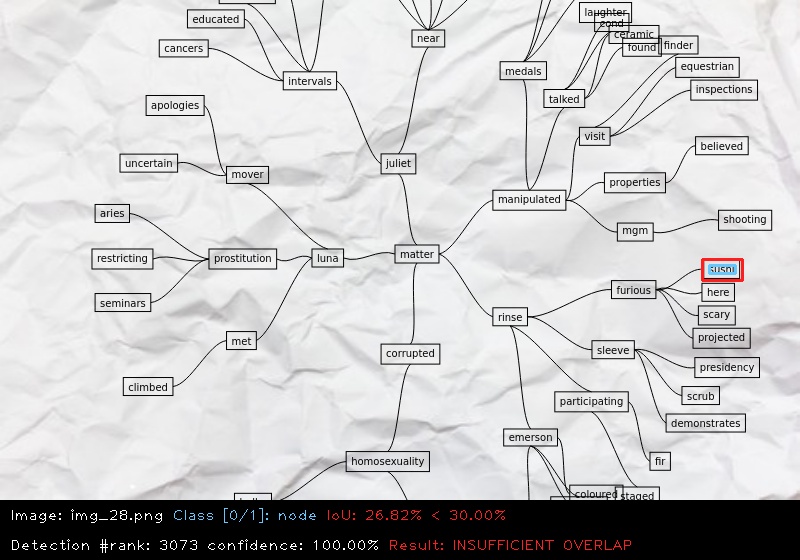 laughter
educated
ceramic
near
cancers
found
finder
equestrian
intervals
medals
inspections
talked
apologies
visit
believed
juliet
uncertain
mover
properties
manipulated
aries
shooting
mgm
matter
restricting
prostitution
luna
furious
here
seminars
scary
rinse
projected
met
sleeve
corrupted
presidency
climbed
scrub
participating
demonstrates
emerson
homosexuality
fir
coloured
staged
Image: img_28.png Class [0/1]: node IoU: 26.82% < 30.00%
Detection #rank: 3073 confidence: 100.00% Result: INSUFFICIENT OVERLAP